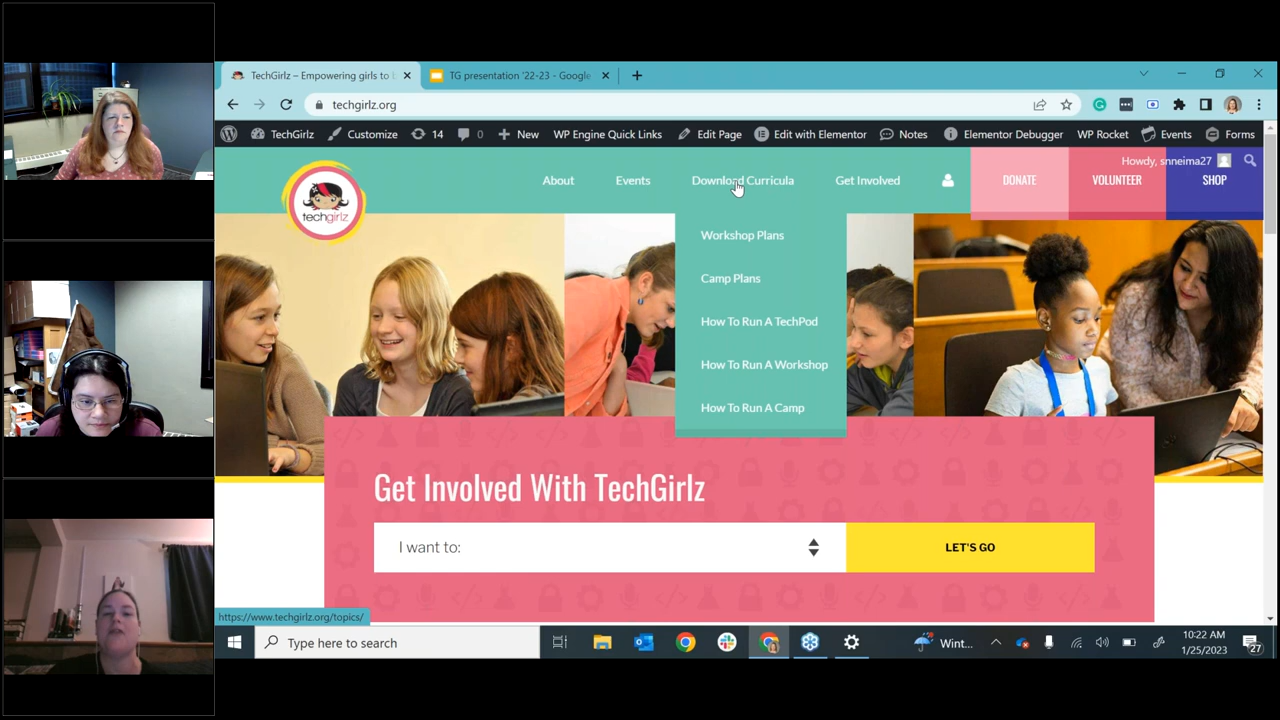 TechGirlz – Empowering girls to b
TG presentation '22-23 - Google
techgirlz.org
TechGirlz
Customize
14
0
New
WP Engine Quick Links
Edit Page
Edit with Elementor
Notes
Elementor Debugger
WP Rocket
Events
Forms
Howdy, snneima27
techgirlz
About
Events
Download Curricula
Get Involved
DONATE
VOLUNTEER
SHOP
Workshop Plans
Camp Plans
How To Run A TechPod
How To Run A Workshop
How To Run A Camp
Get Involved With TechGirlz
I want to:
LET'S GO
https://www.techgirlz.org/topics/
Type here to search
Wint...
10:22 AM
1/25/2023
27